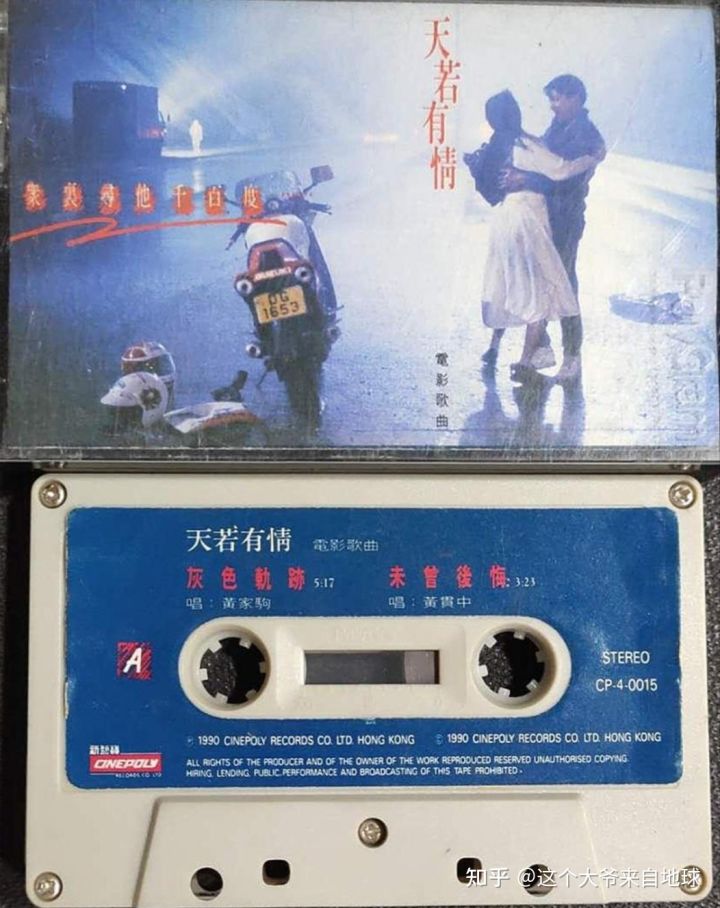 天若有情
衆裏尋他千百度
SUZUKI
DG
1653
電影歌曲
天若有情 電影歌曲
灰色軌跡 5:17 未曾後悔 3:23
唱：黃家駒 唱：黃貫中
A
STEREO
CP-4-0015
新藝寶
CINEPOLY
RECORDS CO. LTD
℗ 1990 CINEPOLY RECORDS CO. LTD. HONG KONG © 1990 CINEPOLY RECORDS CO. LTD. HONG KONG
ALL RIGHTS OF THE PRODUCER AND OF THE OWNER OF THE WORK REPRODUCED RESERVED UNAUTHORISED COPYING.
HIRING, LENDING, PUBLIC.PERFORMANCE AND BROADCASTING OF THIS TAPE PROHIBITED.
知乎 @这个大爷来自地球